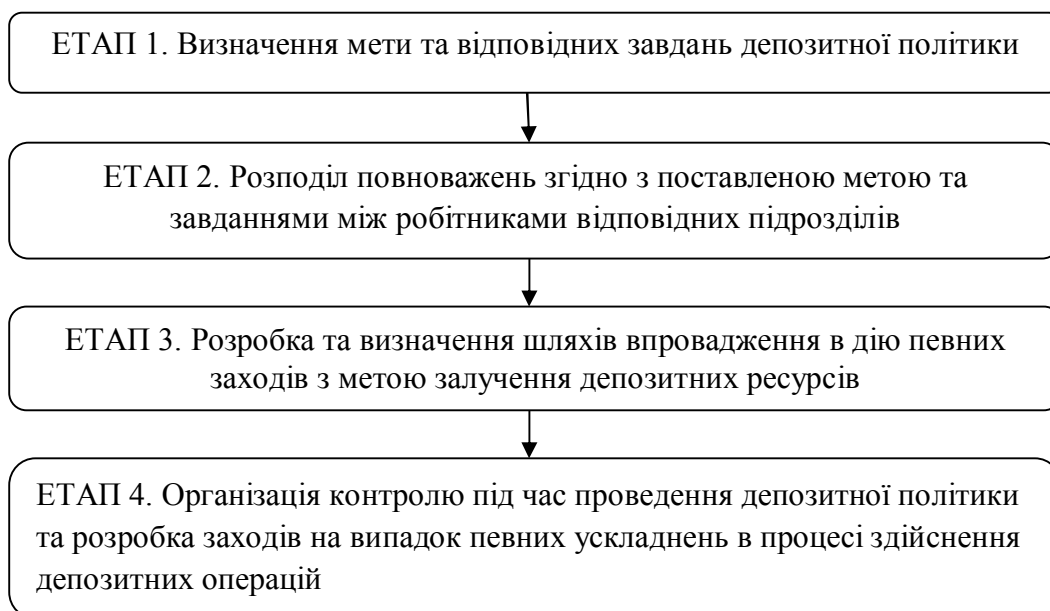 ЕТАП 1. Визначення мети та відповідних завдань депозитної політики
ЕТАП 2. Розподіл повноважень згідно з поставленою метою та
завданнями між робітниками відповідних підрозділів
ЕТАП 3. Розробка та визначення шляхів впровадження в дію певних
заходів з метою залучення депозитних ресурсів
ЕТАП 4. Організація контролю під час проведення депозитної політики
та розробка заходів на випадок певних ускладнень в процесі здійснення
депозитних операцій